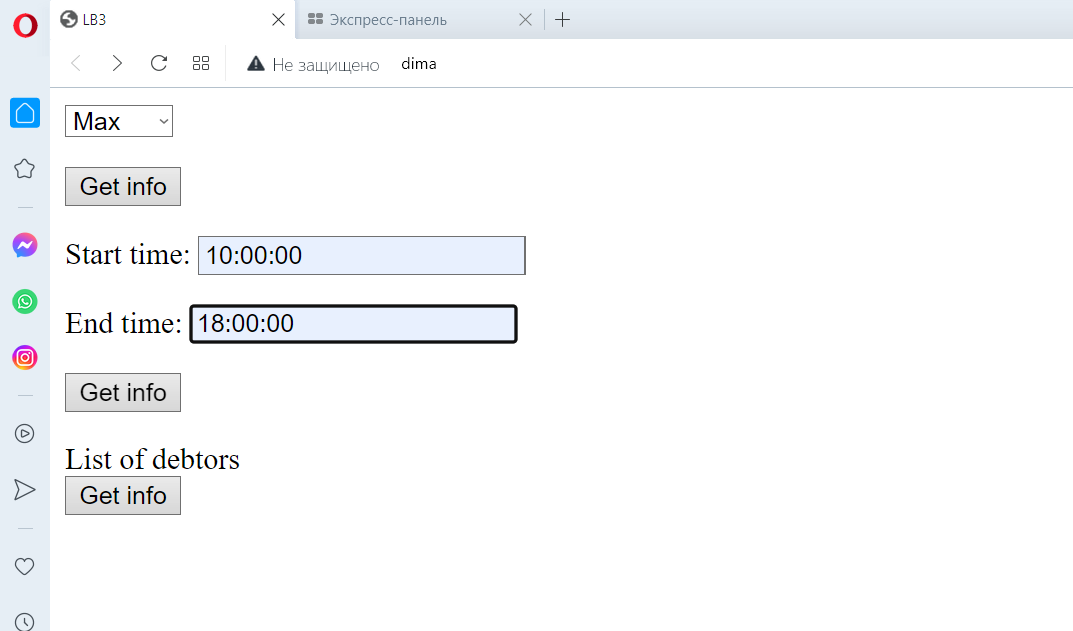 LB3
Экспресс-панель
Не защищено dima
Max
Get info
Start time: 10:00:00
End time: 18:00:00
Get info
List of debtors
Get info